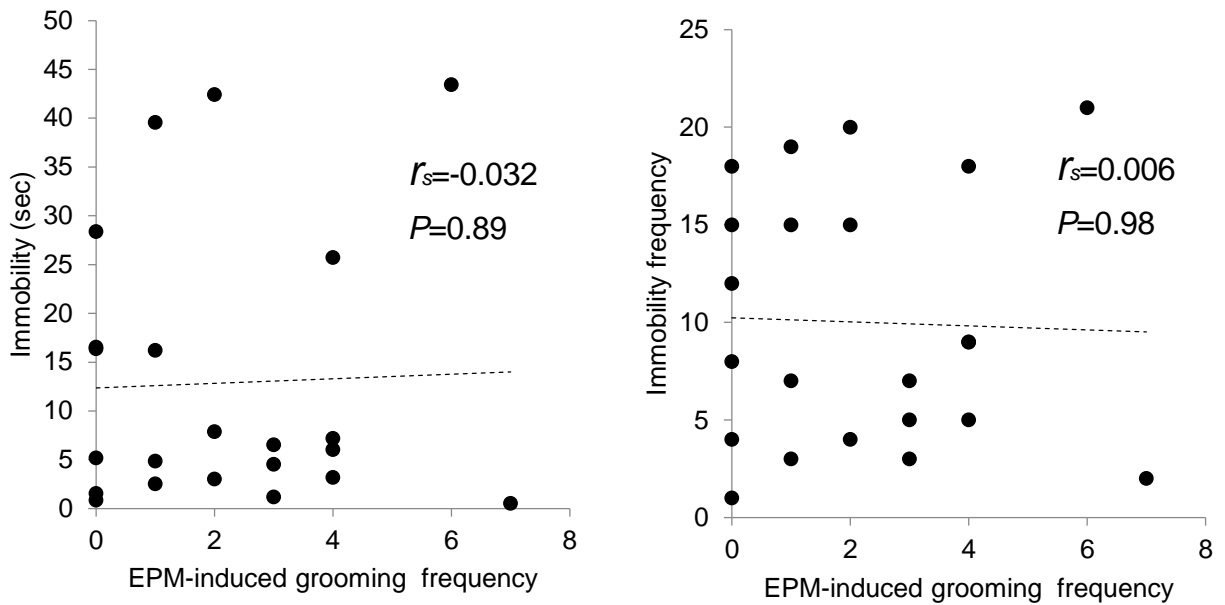 50
45
40
35
30
25
20
15
10
5
0
Immobility (sec)
rs=-0.032
P=0.89
0 2 4 6 8
EPM-induced grooming frequency
25
20
15
10
5
0
Immobility frequency
rs=0.006
P=0.98
0 2 4 6 8
EPM-induced grooming frequency